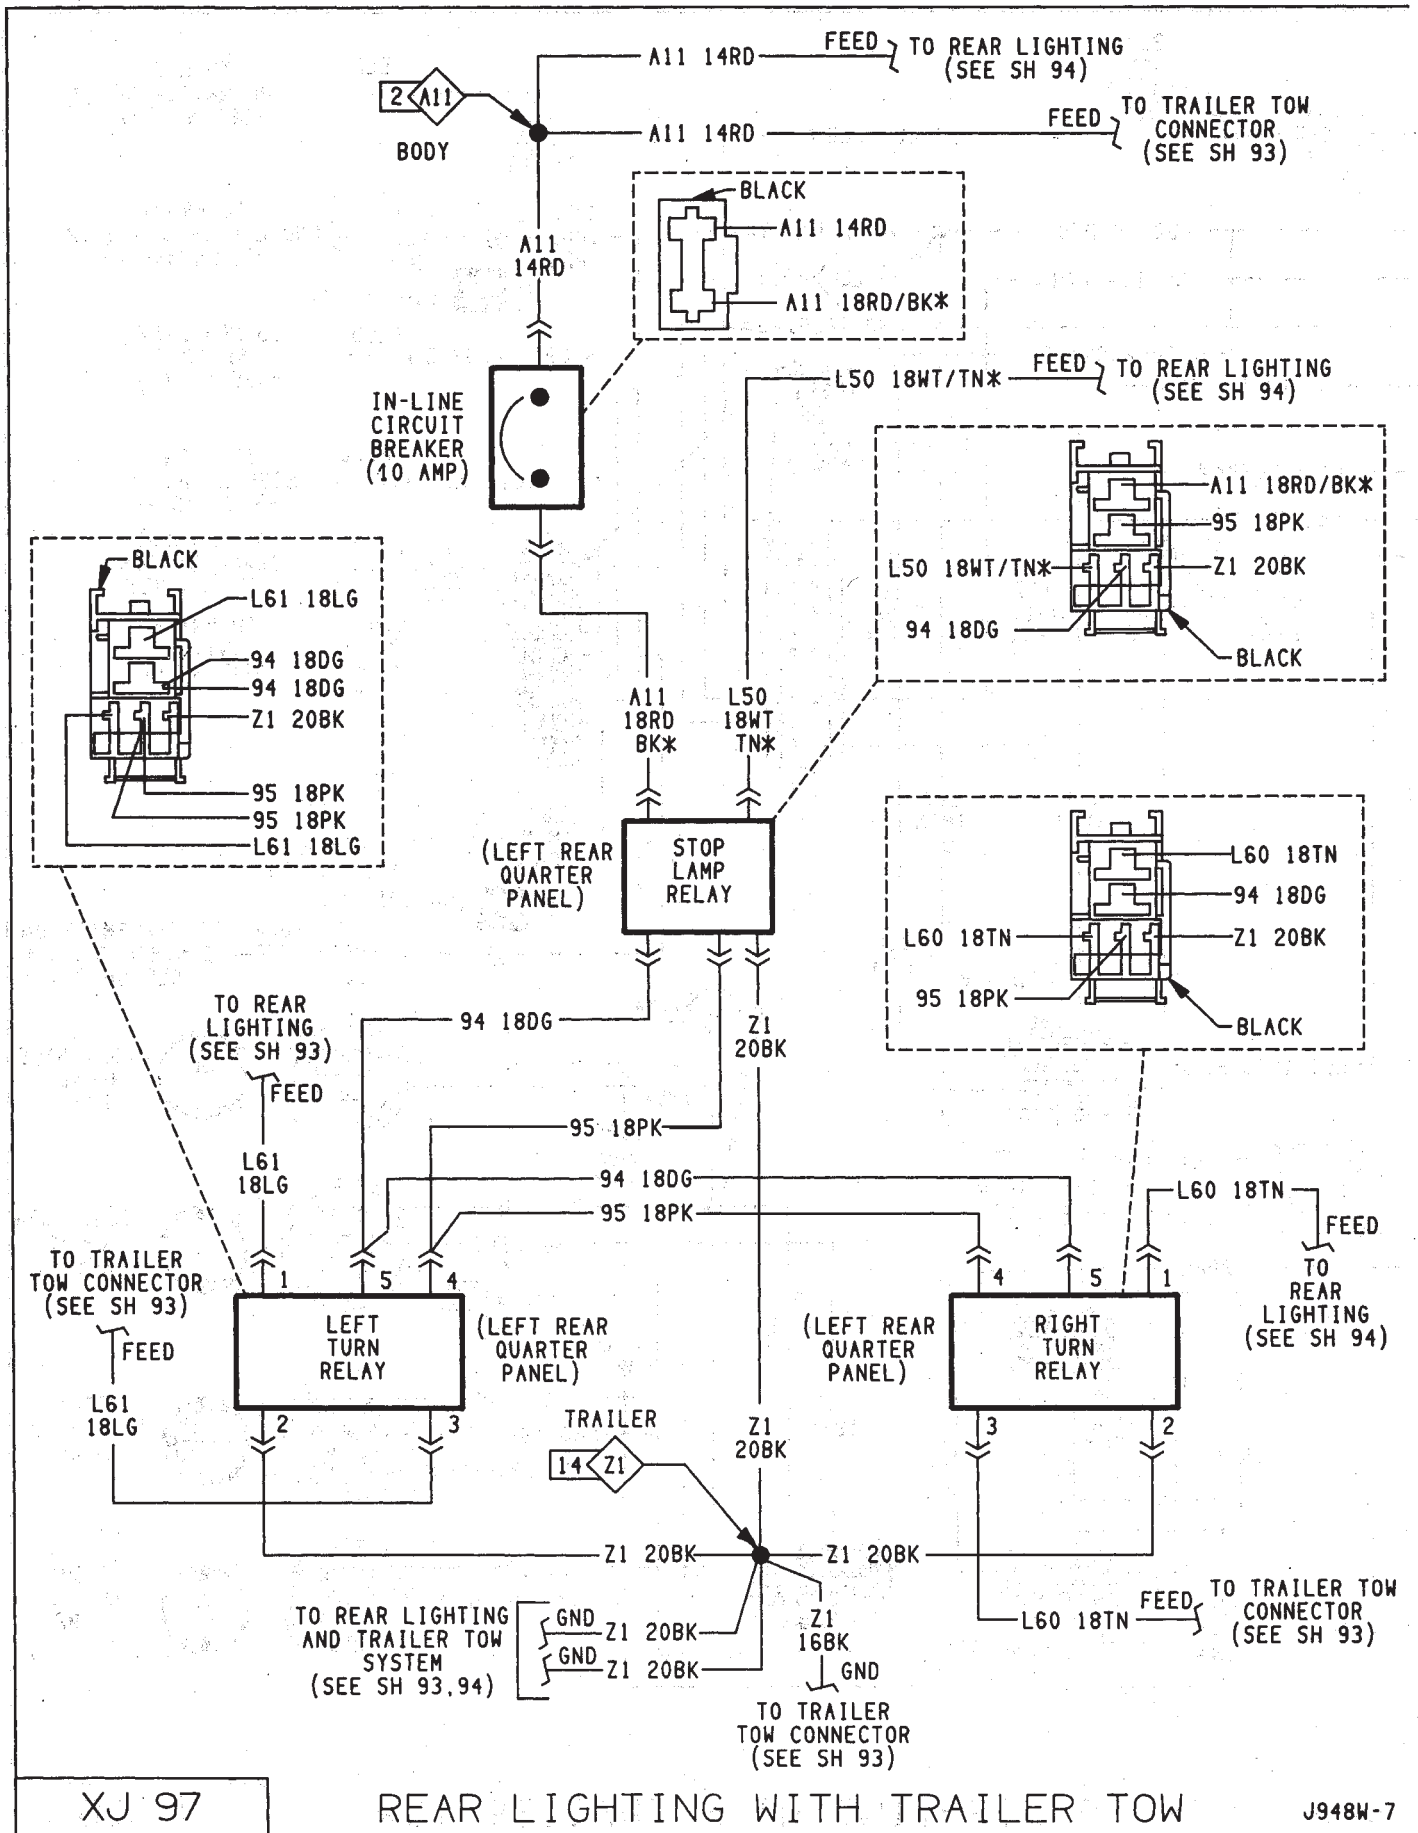 A11 14RD
FEED
TO REAR LIGHTING
(SEE SH 94)
2
A11
BODY
A11 14RD
FEED
TO TRAILER TOW
CONNECTOR
(SEE SH 93)
BLACK
A11 14RD
A11 18RD/BK*
A11
14RD
IN-LINE
CIRCUIT
BREAKER
(10 AMP)
L50 18WT/TN*
FEED
TO REAR LIGHTING
(SEE SH 94)
A11 18RD/BK*
95 18PK
L50 18WT/TN*
Z1 20BK
94 18DG
BLACK
BLACK
L61 18LG
94 18DG
94 18DG
Z1 20BK
95 18PK
95 18PK
L61 18LG
A11
18RD
BK*
L50
18WT
TN*
(LEFT REAR
QUARTER
PANEL)
STOP
LAMP
RELAY
L60 18TN
94 18DG
L60 18TN
Z1 20BK
95 18PK
BLACK
TO REAR
LIGHTING
(SEE SH 93)
FEED
94 18DG
Z1
20BK
95 18PK
L61
18LG
94 18DG
95 18PK
L60 18TN
FEED
TO
REAR
LIGHTING
(SEE SH 94)
TO TRAILER
TOW CONNECTOR
(SEE SH 93)
FEED
1
5
4
4
5
1
LEFT
TURN
RELAY
(LEFT REAR
QUARTER
PANEL)
(LEFT REAR
QUARTER
PANEL)
RIGHT
TURN
RELAY
L61
18LG
2
3
3
2
TRAILER
14
Z1
Z1
20BK
Z1 20BK
Z1 20BK
TO REAR LIGHTING
AND TRAILER TOW
SYSTEM
(SEE SH 93,94)
GND
Z1 20BK
GND
Z1 20BK
Z1
16BK
GND
TO TRAILER
TOW CONNECTOR
(SEE SH 93)
L60 18TN
FEED
TO TRAILER TOW
CONNECTOR
(SEE SH 93)
XJ 97
REAR LIGHTING WITH TRAILER TOW
J948W-7